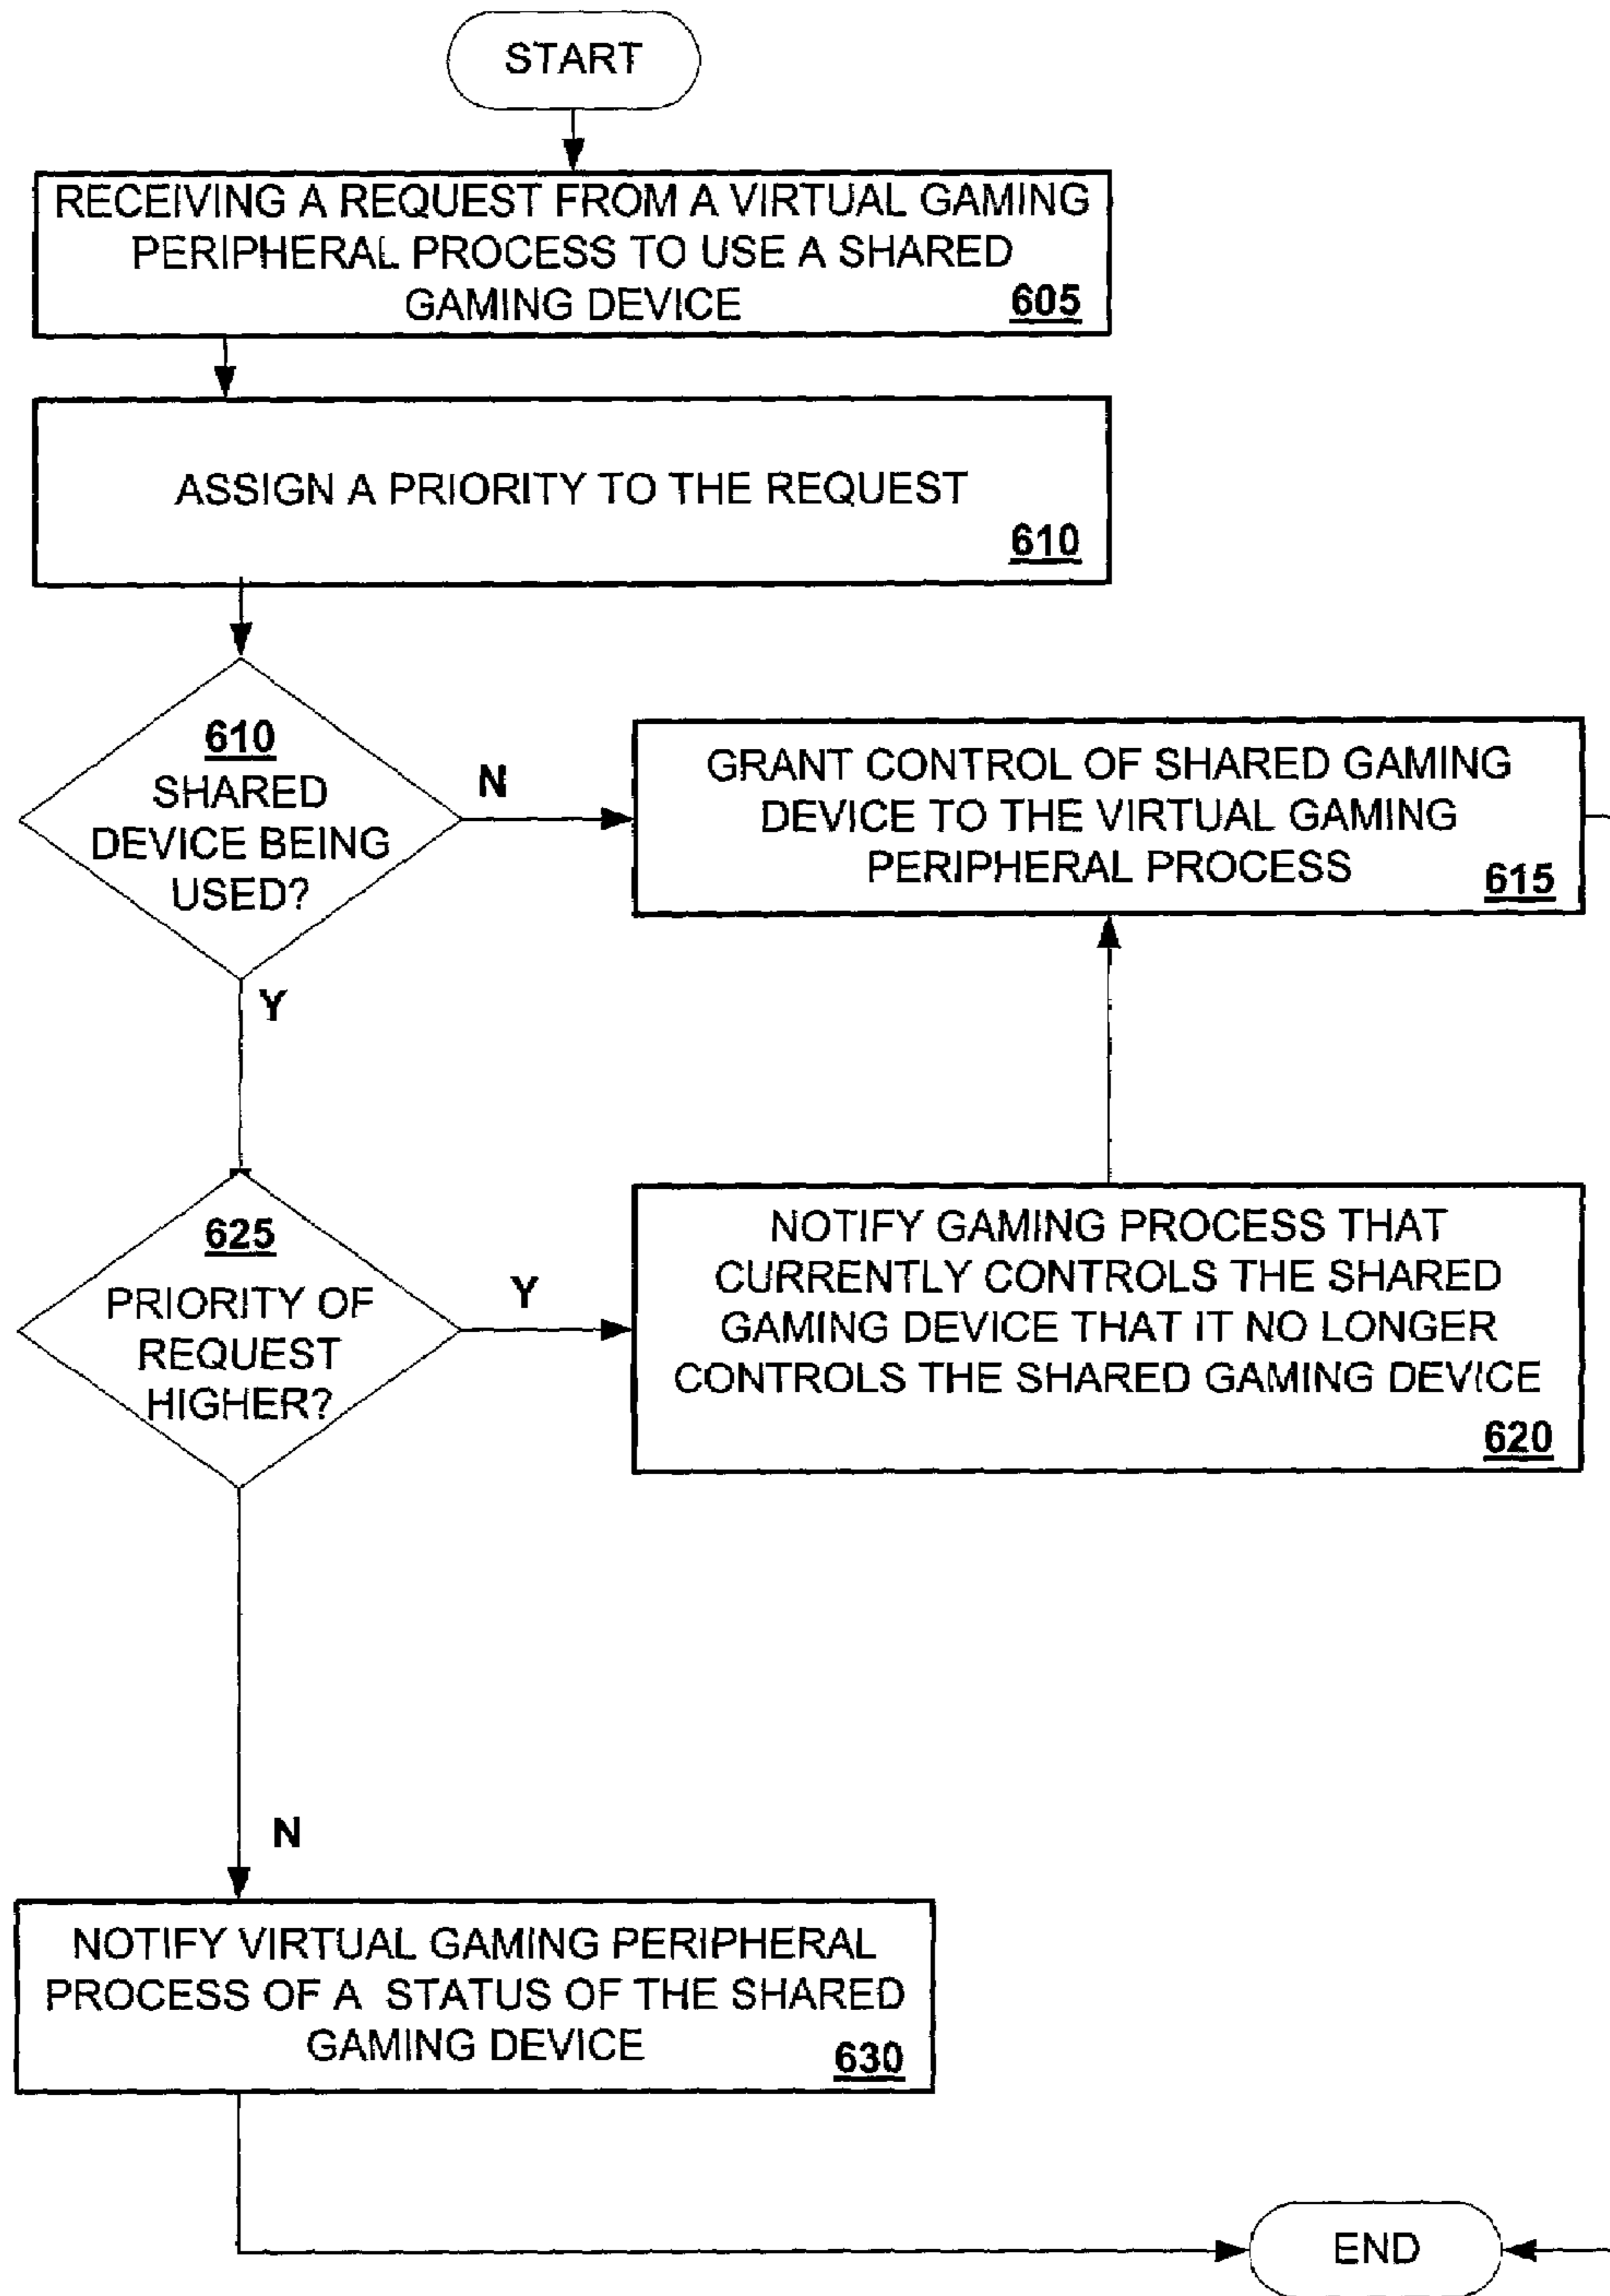 START
RECEIVING A REQUEST FROM A VIRTUAL GAMING
PERIPHERAL PROCESS TO USE A SHARED
GAMING DEVICE
605
ASSIGN A PRIORITY TO THE REQUEST
610
610
SHARED
DEVICE BEING
USED?
N
GRANT CONTROL OF SHARED GAMING
DEVICE TO THE VIRTUAL GAMING
PERIPHERAL PROCESS
615
Y
625
PRIORITY OF
REQUEST
HIGHER?
Y
NOTIFY GAMING PROCESS THAT
CURRENTLY CONTROLS THE SHARED
GAMING DEVICE THAT IT NO LONGER
CONTROLS THE SHARED GAMING DEVICE
620
N
NOTIFY VIRTUAL GAMING PERIPHERAL
PROCESS OF A STATUS OF THE SHARED
GAMING DEVICE
630
END